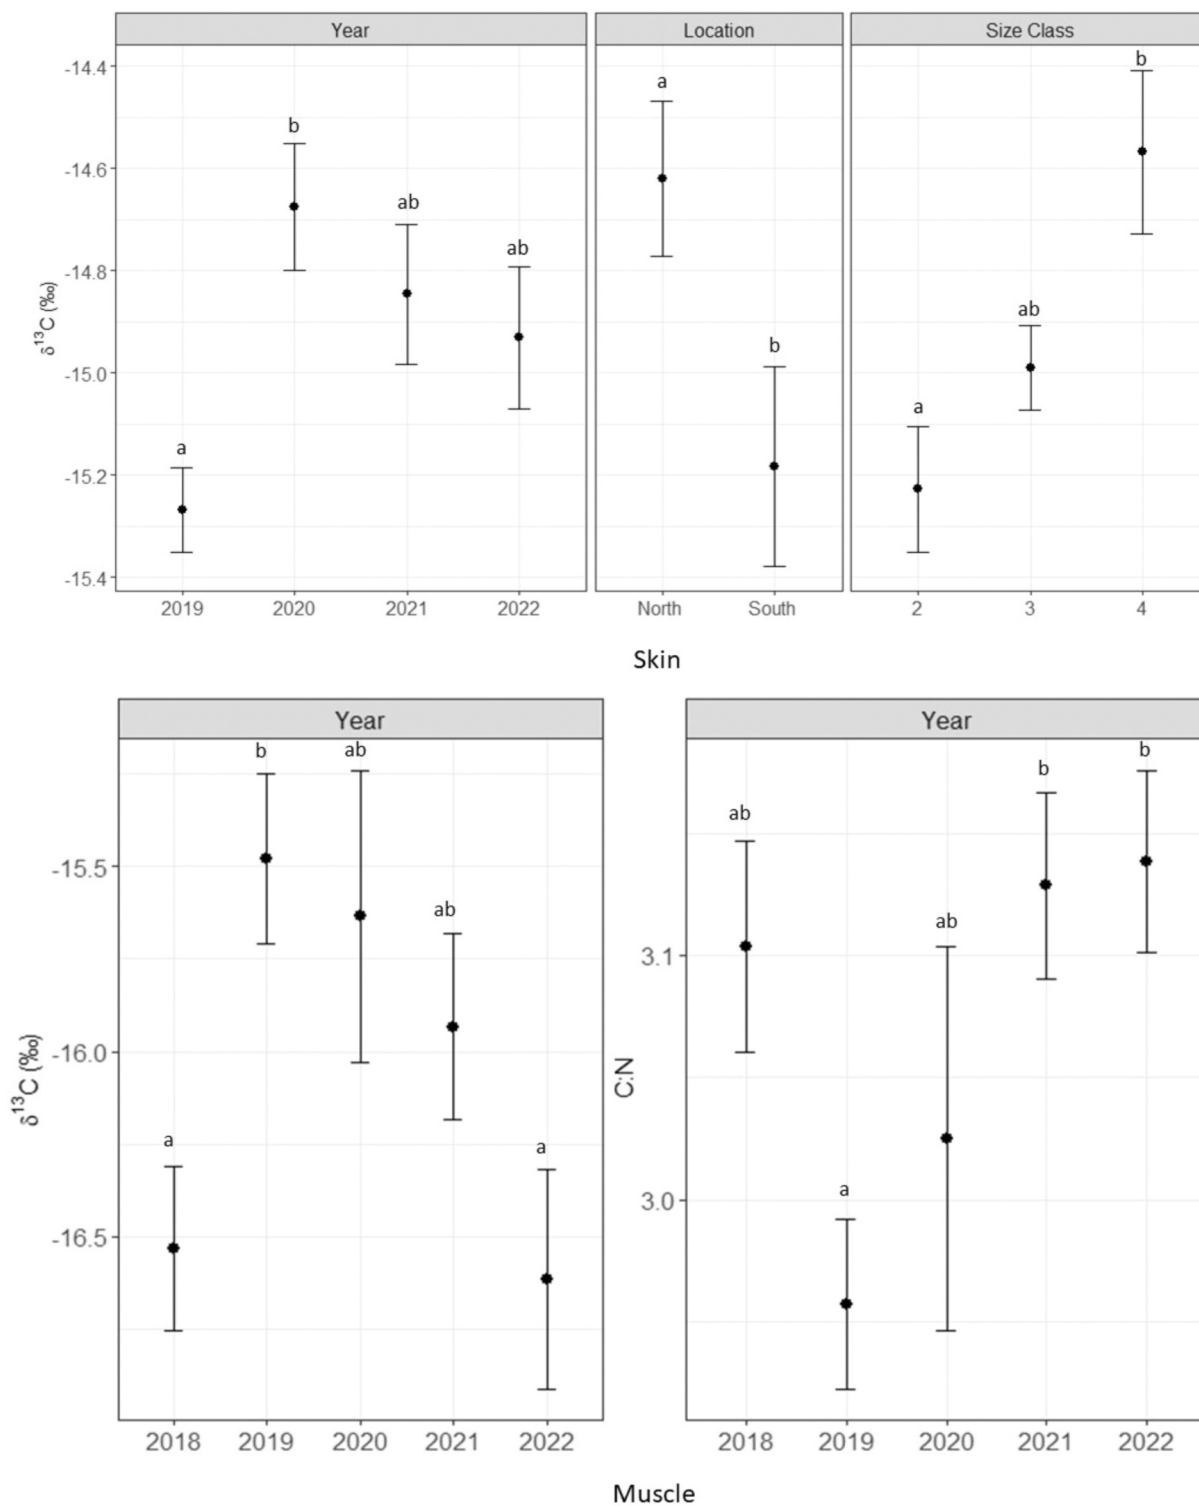 Year Location Size Class
-14.4
-14.6
-14.8
-15.0
-15.2
-15.4
δ¹³C (‰)
a b ab ab
a b
a ab b
2019 2020 2021 2022 North South 2 3 4
Skin
Year Year
-15.5
-16.0
-16.5
δ¹³C (‰)
a b ab ab a
3.1
3.0
C:N
ab a ab b b
2018 2019 2020 2021 2022 2018 2019 2020 2021 2022
Muscle